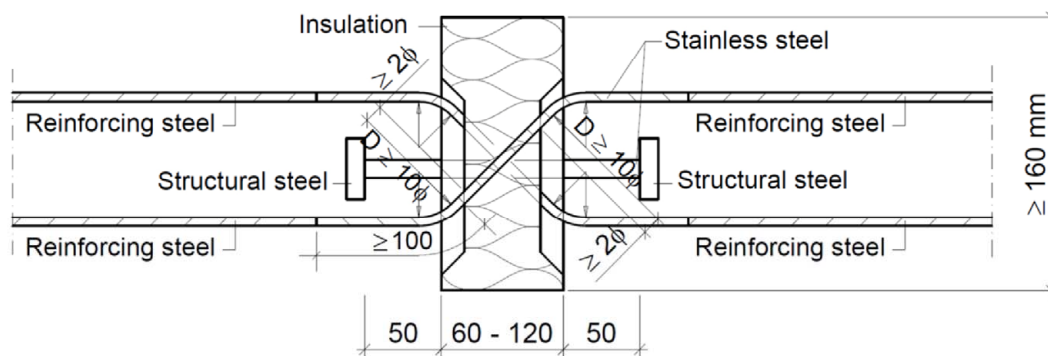 Insulation
Stainless steel
≥ 2ϕ
Reinforcing steel
Reinforcing steel
D ≥ 10ϕ
D ≥ 10ϕ
Structural steel
Structural steel
≥ 160 mm
Reinforcing steel
≥100
≥ 2ϕ
Reinforcing steel
50
60 - 120
50